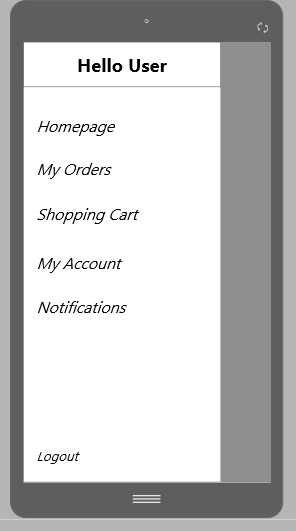 Hello User
Homepage
My Orders
Shopping Cart
My Account
Notifications
Logout